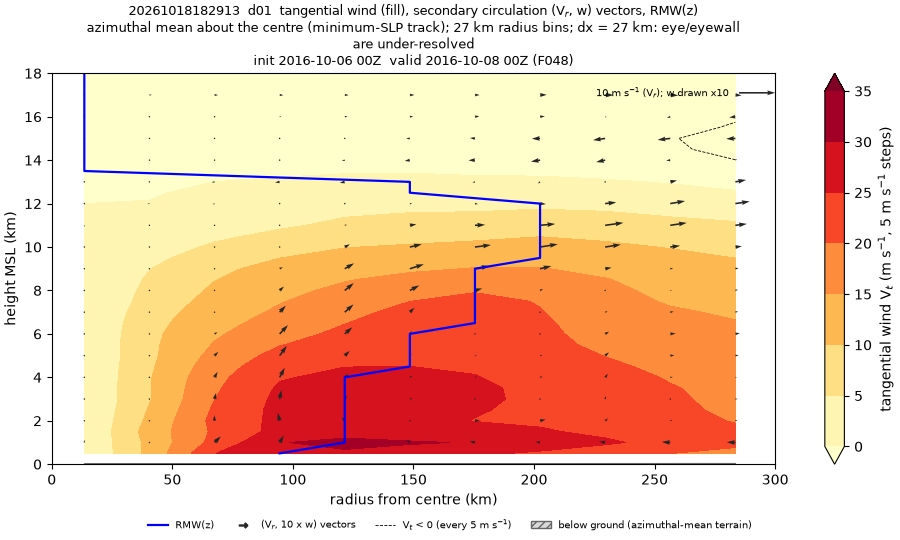 20261018182913  d01  tangential wind (fill), secondary circulation (Vr, w) vectors, RMW(z)
azimuthal mean about the centre (minimum-SLP track); 27 km radius bins; dx = 27 km: eye/eyewall
are under-resolved
init 2016-10-06 00Z  valid 2016-10-08 00Z (F048)
10 m s−1 (Vr); w drawn x10
height MSL (km)
18
16
14
12
10
8
6
4
2
0
0
50
100
150
200
250
300
radius from centre (km)
35
30
25
20
15
10
5
0
tangential wind Vt (m s−1, 5 m s−1 steps)
RMW(z)
(Vr, 10 x w) vectors
Vt < 0 (every 5 m s−1)
below ground (azimuthal-mean terrain)